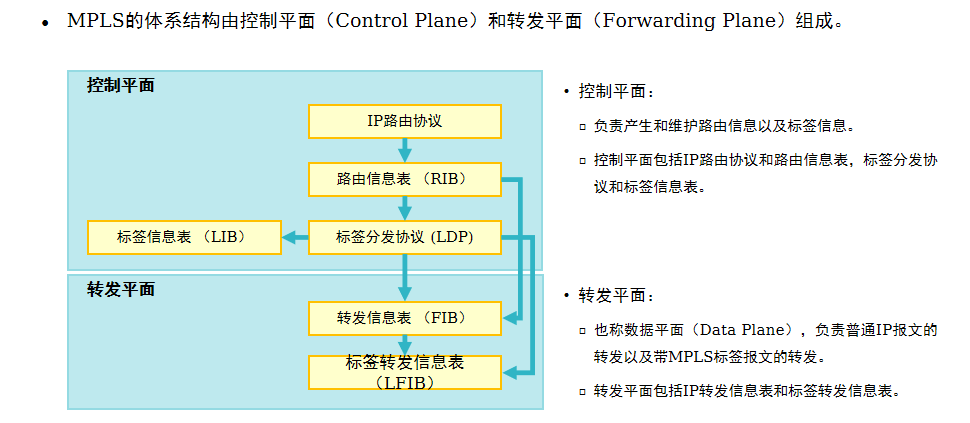 • MPLS的体系结构由控制平面（Control Plane）和转发平面（Forwarding Plane）组成。
控制平面
IP路由协议
路由信息表 （RIB）
标签信息表 （LIB）
标签分发协议 (LDP)
转发平面
转发信息表 （FIB）
标签转发信息表
（LFIB）
• 控制平面：
▫ 负责产生和维护路由信息以及标签信息。
▫ 控制平面包括IP路由协议和路由信息表，标签分发协
议和标签信息表。
• 转发平面：
▫ 也称数据平面（Data Plane），负责普通IP报文的
转发以及带MPLS标签报文的转发。
▫ 转发平面包括IP转发信息表和标签转发信息表。